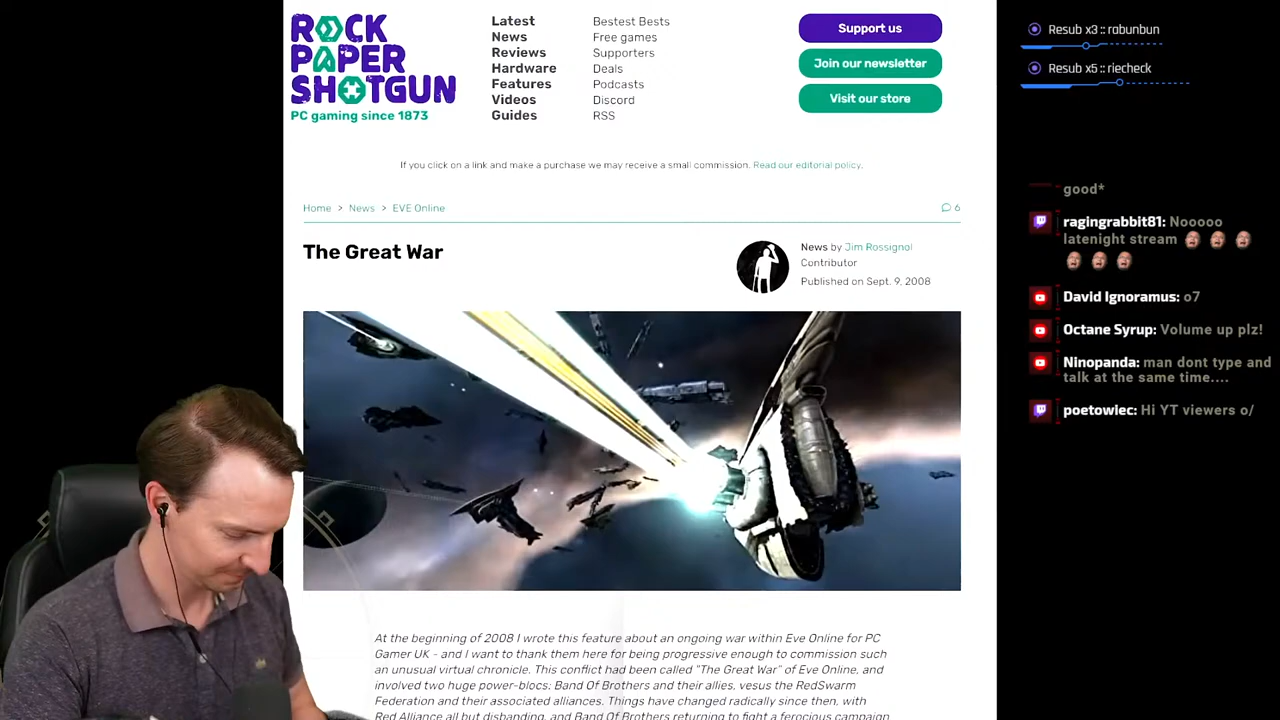 ROCK
PAPER
SHOTGUN
PC gaming since 1873
Latest
News
Reviews
Hardware
Features
Videos
Guides
Bestest Bests
Free games
Supporters
Deals
Podcasts
Discord
RSS
Support us
Join our newsletter
Visit our store
If you click on a link and make a purchase we may receive a small commission. Read our editorial policy.
Home > News > EVE Online
6
The Great War
News by Jim Rossignol
Contributor
Published on Sept. 9, 2008
At the beginning of 2008 I wrote this feature about an ongoing war within Eve Online for PC
Gamer UK - and I want to thank them here for being progressive enough to commission such
an unusual virtual chronicle. This conflict had been called "The Great War" of Eve Online, and
involved two huge power-blocs: Band Of Brothers and their allies, vesus the RedSwarm
Federation and their associated alliances. Things have changed radically since then, with
Red Alliance all but disbanding, and Band Of Brothers returning to fight a ferocious campaign
Resub x3 :: rabunbun
Resub x5 :: riecheck
good*
ragingrabbit81: Nooooo
latenight stream
David Ignoramus: o7
Octane Syrup: Volume up plz!
Ninopanda: man dont type and
talk at the same time....
poetowiec: Hi YT viewers o/